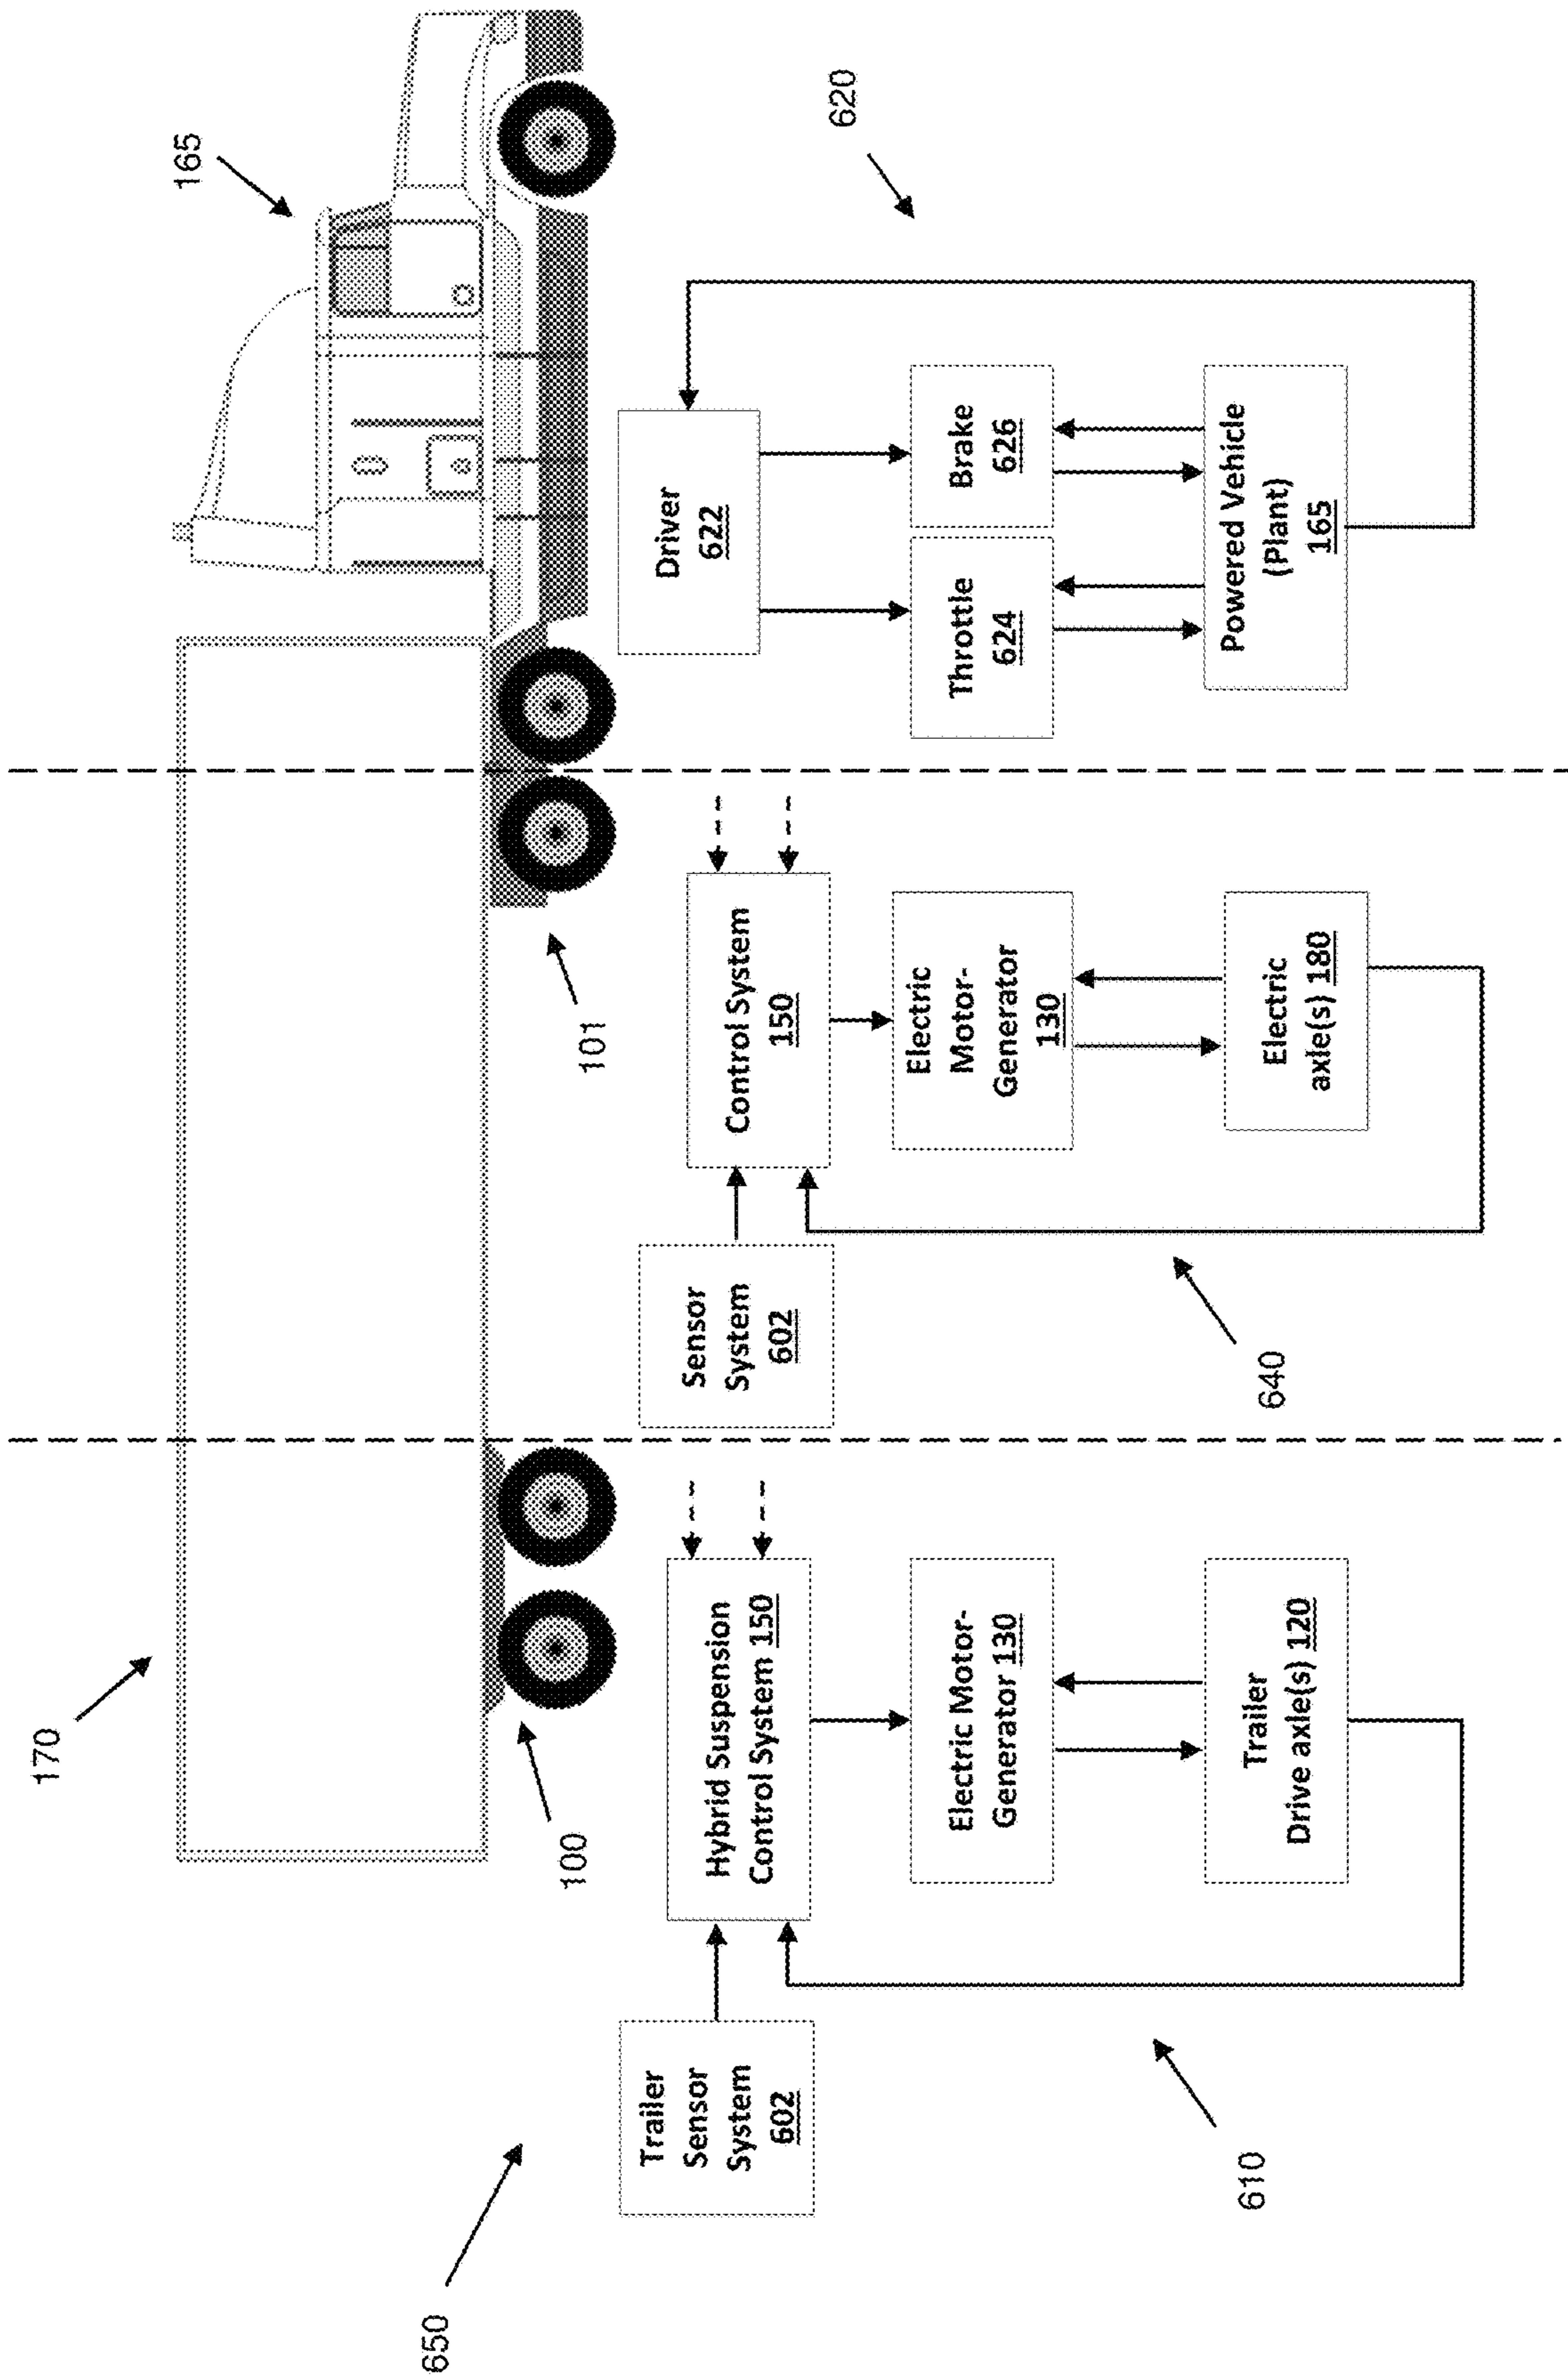 170
165
100
101
650
Trailer
Sensor
System
602
Hybrid Suspension
Control System 150
Electric Motor-
Generator 130
Trailer
Drive axle(s) 120
610
Sensor
System
602
Control System
150
Electric
Motor-
Generator
130
Electric
axle(s) 180
640
620
Driver
622
Throttle
624
Brake
626
Powered Vehicle
(Plant)
165